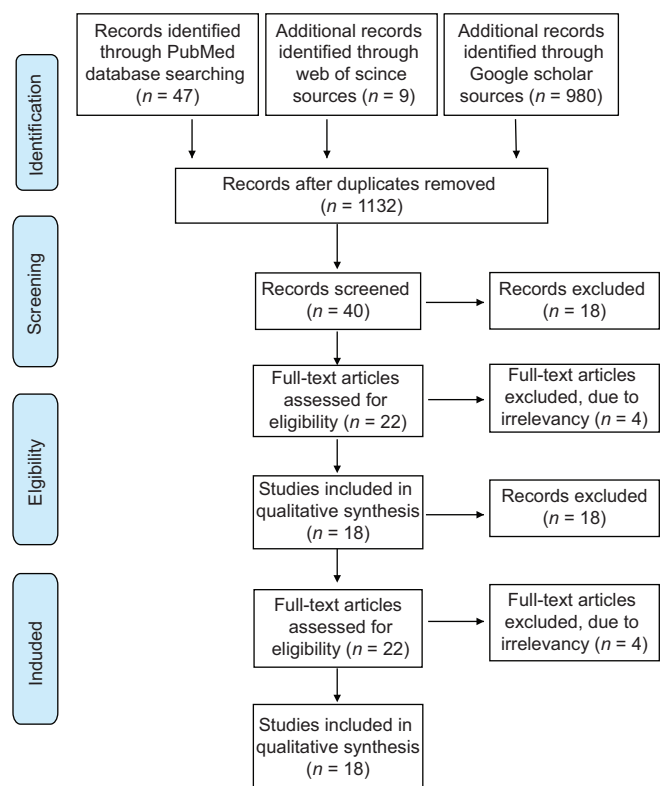 Records identified
through PubMed
database searching
(n = 47)
Additional records
identified through
web of scince
sources (n = 9)
Additional records
identified through
Google scholar
sources (n = 980)
Identification
Records after duplicates removed
(n = 1132)
Screening
Records screened
(n = 40)
Records excluded
(n = 18)
Full-text articles
assessed for
eligibility (n = 22)
Full-text articles
excluded, due to
irrelevancy (n = 4)
Elgibility
Studies included in
qualitative synthesis
(n = 18)
Records excluded
(n = 18)
Included
Full-text articles
assessed for
eligibility (n = 22)
Full-text articles
excluded, due to
irrelevancy (n = 4)
Studies included in
qualitative synthesis
(n = 18)